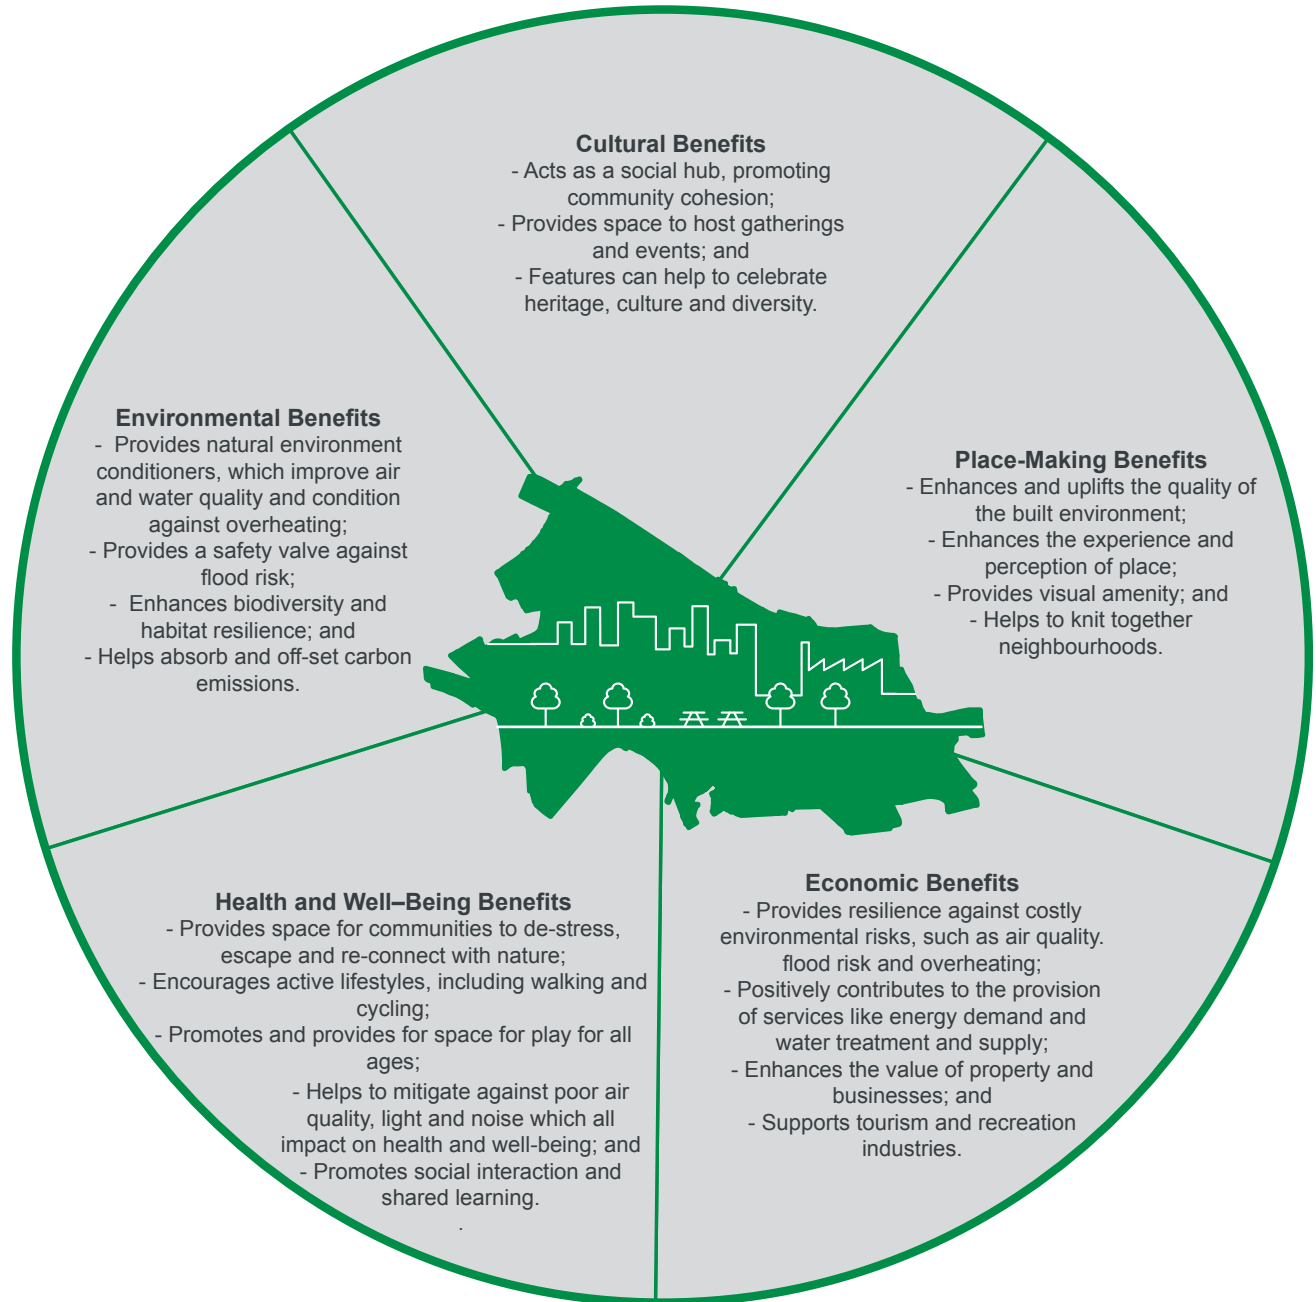 Cultural Benefits
- Acts as a social hub, promoting
community cohesion;
- Provides space to host gatherings
and events; and
- Features can help to celebrate
heritage, culture and diversity.
Environmental Benefits
- Provides natural environment
conditioners, which improve air
and water quality and condition
against overheating;
- Provides a safety valve against
flood risk;
- Enhances biodiversity and
habitat resilience; and
- Helps absorb and off-set carbon
emissions.
Place-Making Benefits
- Enhances and uplifts the quality of
the built environment;
- Enhances the experience and
perception of place;
- Provides visual amenity; and
- Helps to knit together
neighbourhoods.
Health and Well–Being Benefits
- Provides space for communities to de-stress,
escape and re-connect with nature;
- Encourages active lifestyles, including walking and
cycling;
- Promotes and provides for space for play for all
ages;
- Helps to mitigate against poor air
quality, light and noise which all
impact on health and well-being; and
- Promotes social interaction and
shared learning.
.
Economic Benefits
- Provides resilience against costly
environmental risks, such as air quality.
flood risk and overheating;
- Positively contributes to the provision
of services like energy demand and
water treatment and supply;
- Enhances the value of property and
businesses; and
- Supports tourism and recreation
industries.